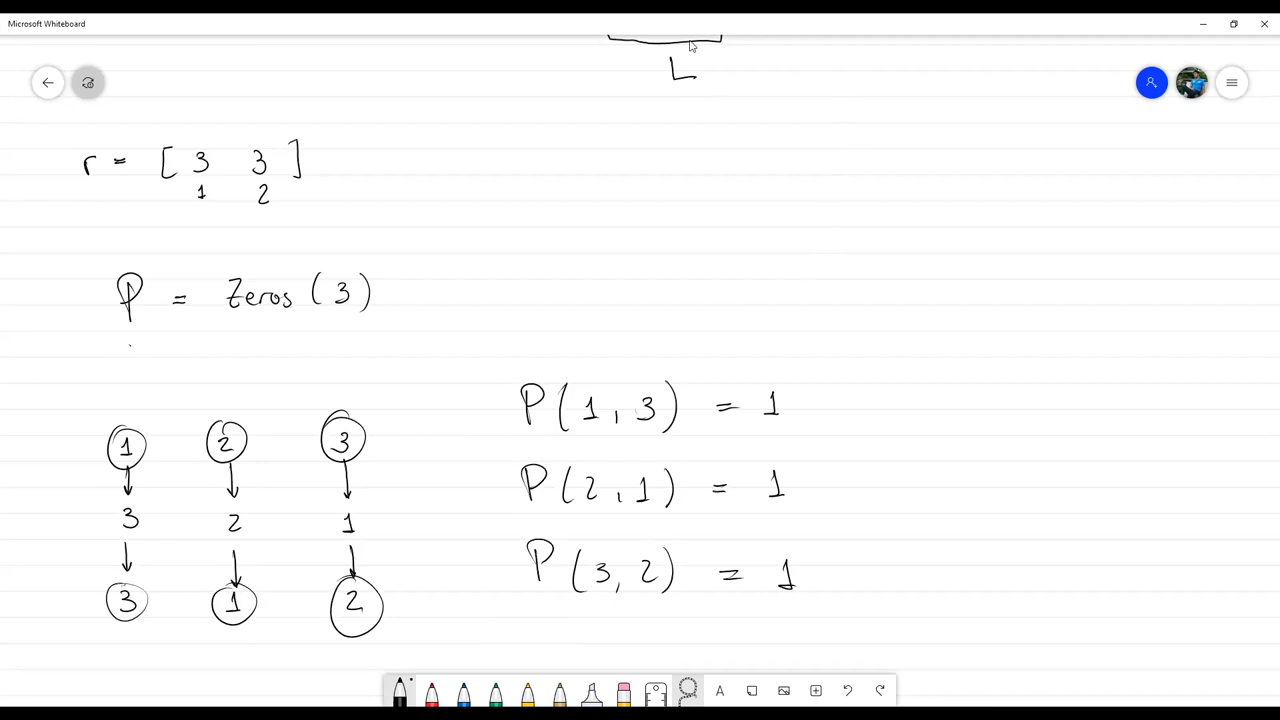 Microsoft Whiteboard
L
r = [ 3 3 ]
1 2
P = Zeros (3)
P(1,3) = 1
1 2 3
P(2,1) = 1
3 2 1
P(3,2) = 1
3 1 2
A